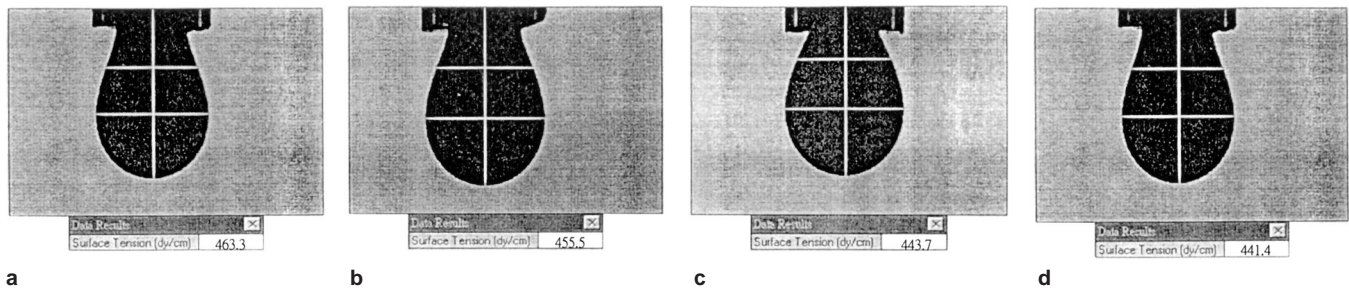 Data Results
Surface Tension (dy/cm) 463.3
a
Data Results
Surface Tension (dy/cm) 455.5
b
Data Results
Surface Tension (dy/cm) 443.7
c
Data Results
Surface Tension (dy/cm) 441.4
d